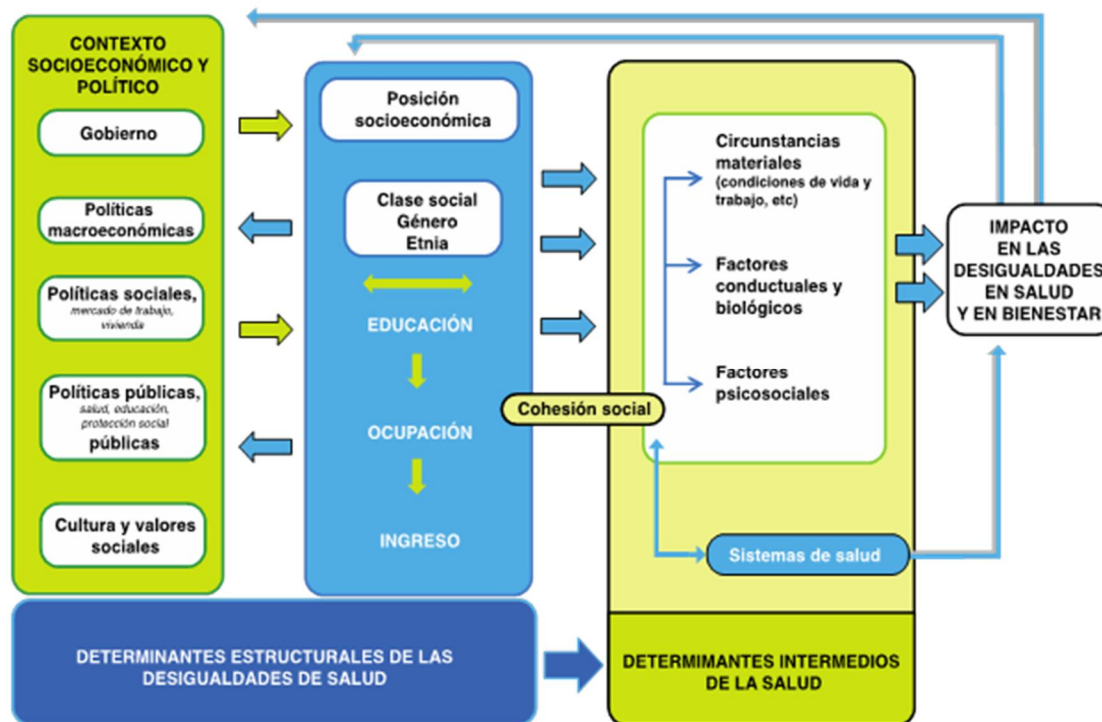 CONTEXTO
SOCIOECONÓMICO Y
POLÍTICO
Gobierno
Políticas
macroeconómicas
Políticas sociales,
mercado de trabajo,
vivienda
Políticas públicas,
salud, educación,
protección social
públicas
Cultura y valores
sociales
Posición
socioeconómica
Clase social
Género
Etnia
EDUCACIÓN
OCUPACIÓN
INGRESO
Cohesión social
Circunstancias
materiales
(condiciones de vida y
trabajo, etc)
Factores
conductuales y
biológicos
Factores
psicosociales
Sistemas de salud
IMPACTO
EN LAS
DESIGUALDADES
EN SALUD
Y EN BIENESTAR
DETERMINANTES ESTRUCTURALES DE LAS
DESIGUALDADES DE SALUD
DETERMIMANTES INTERMEDIOS
DE LA SALUD